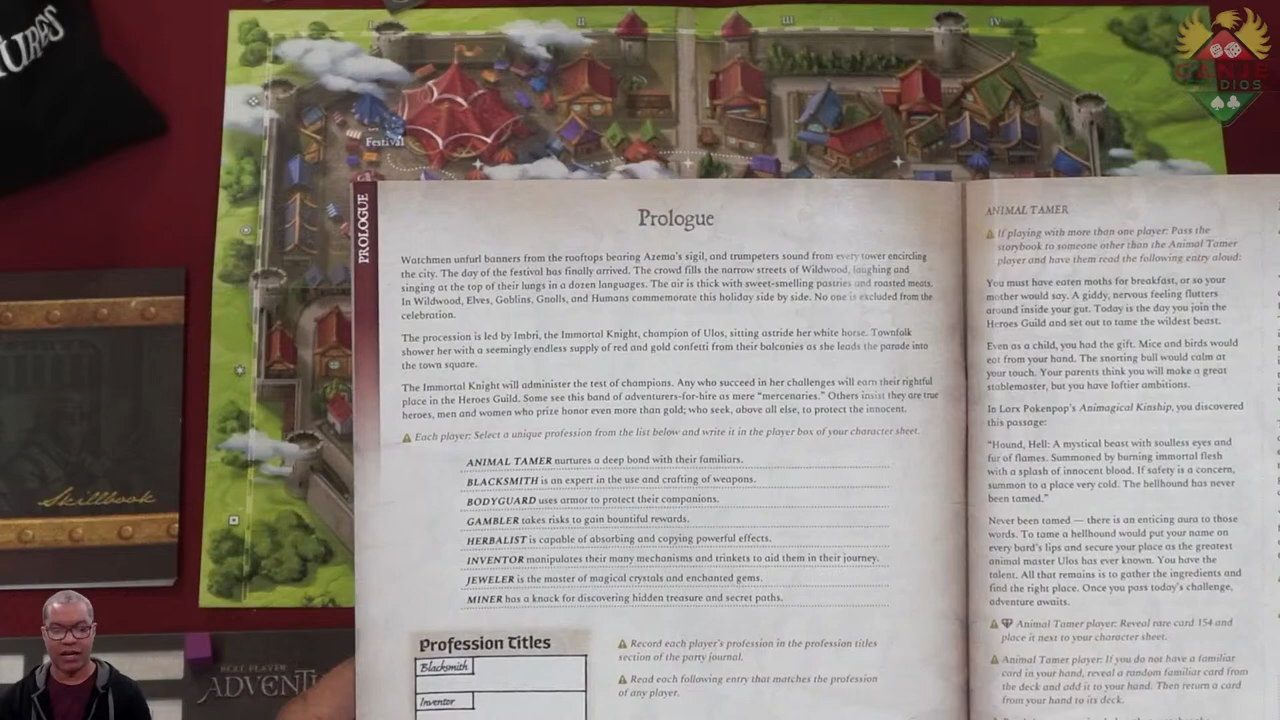 URES
I
II
III
IV
GAME
DIOS
Festival
Skillbook
ROLL PLAYER
ADVENT
PROLOGUE
Prologue
Watchmen unfurl banners from the rooftops bearing Azema's sigil, and trumpeters sound from every tower encircling
the city. The day of the festival has finally arrived. The crowd fills the narrow streets of Wildwood, laughing and
singing at the top of their lungs in a dozen languages. The air is thick with sweet-smelling pastries and roasted meats.
In Wildwood, Elves, Goblins, Gnolls, and Humans commemorate this holiday side by side. No one is excluded from the
celebration.
The procession is led by Imbri, the Immortal Knight, champion of Ulos, sitting astride her white horse. Townfolk
shower her with a seemingly endless supply of red and gold confetti from their balconies as she leads the parade into
the town square.
The Immortal Knight will administer the test of champions. Any who succeed in her challenges will earn their rightful
place in the Heroes Guild. Some see this band of adventurers-for-hire as mere “mercenaries.” Others insist they are true
heroes, men and women who prize honor even more than gold; who seek, above all else, to protect the innocent.
Each player: Select a unique profession from the list below and write it in the player box of your character sheet.
ANIMAL TAMER nurtures a deep bond with their familiars.
BLACKSMITH is an expert in the use and crafting of weapons.
BODYGUARD uses armor to protect their companions.
GAMBLER takes risks to gain bountiful rewards.
HERBALIST is capable of absorbing and copying powerful effects.
INVENTOR manipulates their many mechanisms and trinkets to aid them in their journey.
JEWELER is the master of magical crystals and enchanted gems.
MINER has a knack for discovering hidden treasure and secret paths.
Profession Titles
Blacksmith
Inventor
Record each player's profession in the profession titles
section of the party journal.
Read each following entry that matches the profession
of any player.
ANIMAL TAMER
If playing with more than one player: Pass the
storybook to someone other than the Animal Tamer
player and have them read the following entry aloud:
You must have eaten moths for breakfast, or so your
mother would say. A giddy, nervous feeling flutters
around inside your gut. Today is the day you join the
Heroes Guild and set out to tame the wildest beast.
Even as a child, you had the gift. Mice and birds would
eat from your hand. The snorting bull would calm at
your touch. Your parents think you will make a great
stablemaster, but you have loftier ambitions.
In Larx Pokenpop's Animagical Kinship, you discovered
this passage:
“Hound, Hell: A mystical beast with soulless eyes and
fur of flames. Summoned by burning immortal flesh
with a splash of innocent blood. If safety is a concern,
summon to a place very cold. The hellhound has never
been tamed.”
Never been tamed — there is an enticing aura to those
words. To tame a hellhound would put your name on
every bard's lips and secure your place as the greatest
animal master Ulos has ever known. You have the
talent. All that remains is to gather the ingredients and
find the right place. Once you pass today's challenge,
adventure awaits.
Animal Tamer player: Reveal rare card 154 and
place it next to your character sheet.
Animal Tamer player: If you do not have a familiar
card in your hand, reveal a random familiar card from
the deck and add it to your hand. Then return a card
from your hand to its deck.